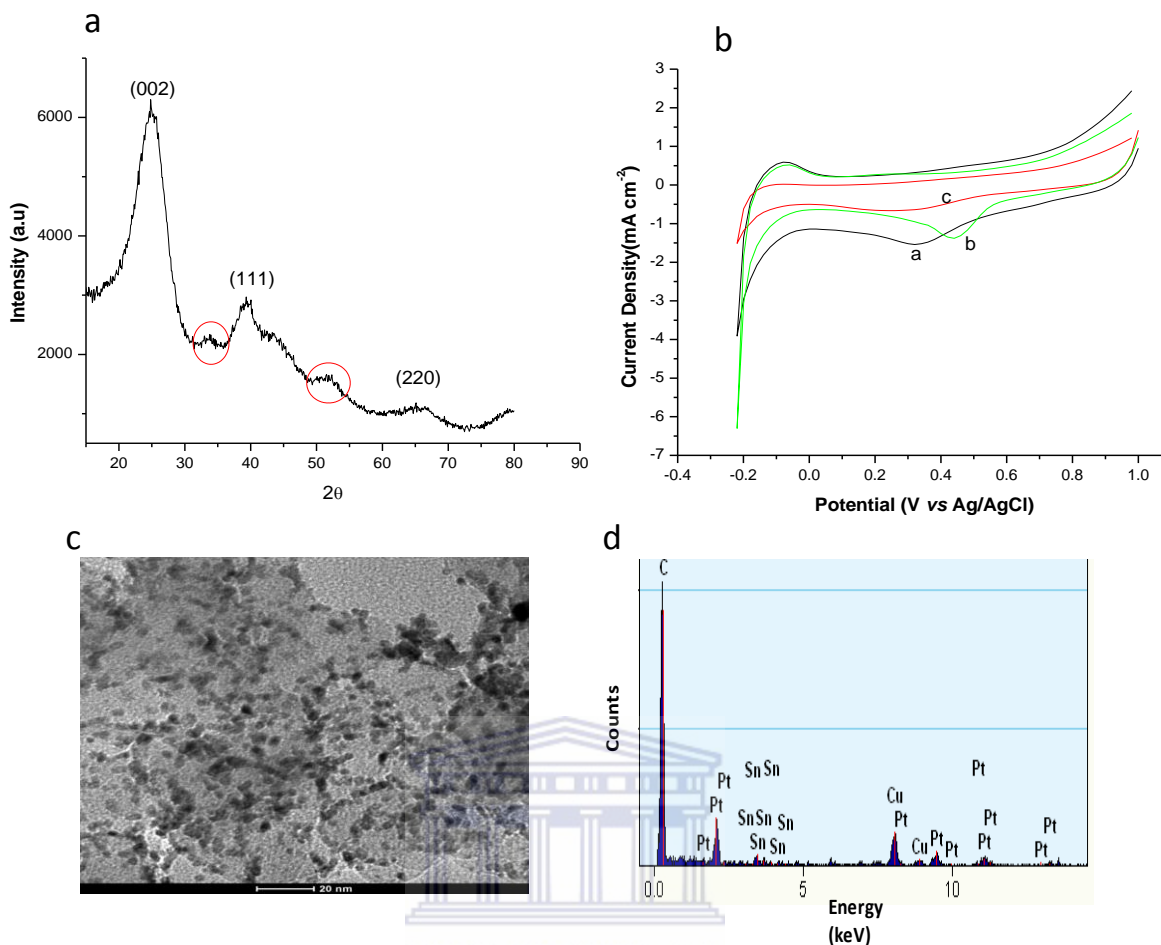 a
(002)
(111)
(220)
6000
4000
2000
Intensity (a.u)
20 30 40 50 60 70 80 90
2θ
b
3
2
1
0
-1
-2
-3
-4
-5
-6
-7
Current Density(mA cm-2)
c
b
a
-0.4 -0.2 0.0 0.2 0.4 0.6 0.8 1.0
Potential (V vs Ag/AgCl)
c
20 nm
d
C
Counts
Sn Sn Pt
Pt
Cu
Pt Sn Sn Pt Pt
Sn Pt Pt
Pt Sn Sn Cu Pt Pt Pt
0.0 5 10
Energy
(keV)